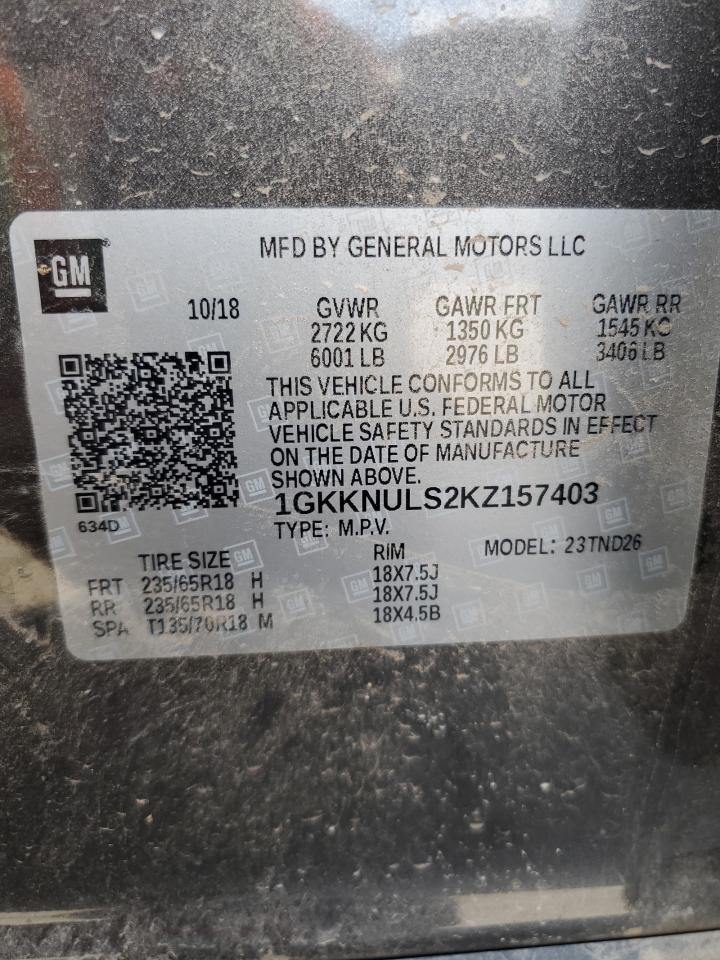 GM
MFD BY GENERAL MOTORS LLC
10/18 GVWR GAWR FRT GAWR RR
2722 KG 1350 KG 1545 KG
6001 LB 2976 LB 3406 LB
THIS VEHICLE CONFORMS TO ALL
APPLICABLE U.S. FEDERAL MOTOR
VEHICLE SAFETY STANDARDS IN EFFECT
ON THE DATE OF MANUFACTURE
SHOWN ABOVE.
1GKKNULS2KZ157403
634D
TYPE: M.P.V. MODEL: 23TND26
TIRE SIZE RIM
FRT 235/65R18 H 18X7.5J
RR 235/65R18 H 18X7.5J
SPA T135/70R18 M 18X4.5B